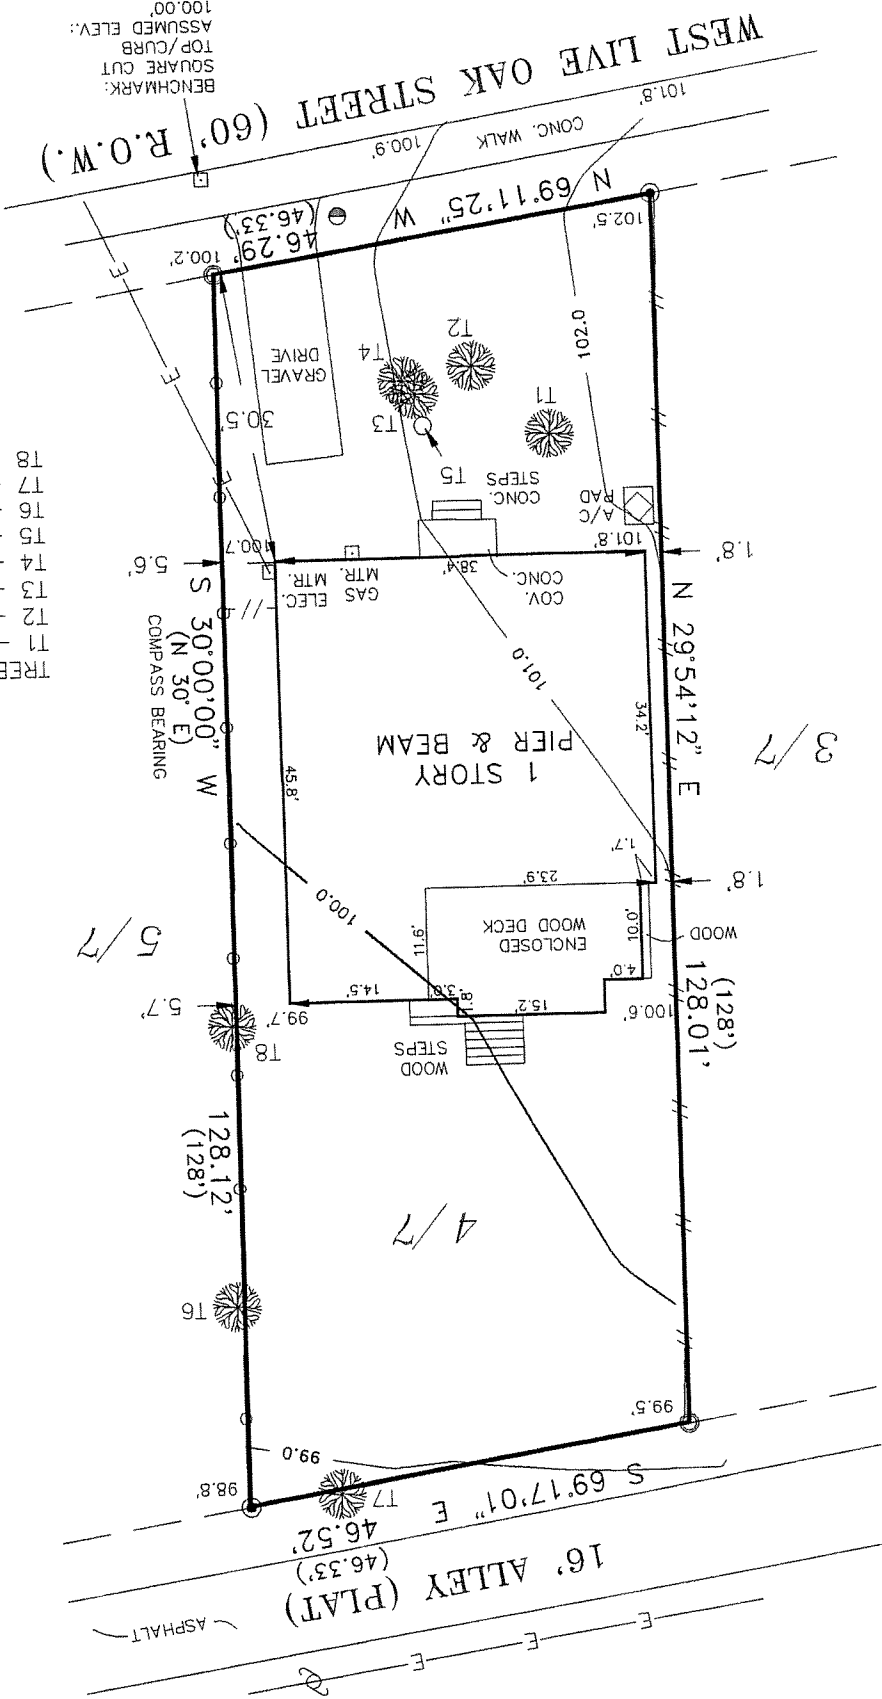 BENCHMARK:
SQUARE CUT
TOP/CURB
ASSUMED ELEV.:
100.00'
WEST LIVE OAK STREET (60' R.O.W.)
101.8'
CONC. WALK
100.9'
N 69°11'25" W
46.29'
(46.33')
102.5'
100.2'
E
E
E
102.0
T2
T4
T1
T3
T5
GRAVEL
DRIVE
30.5'
CONC.
STEPS
A/C
PAD
101.8'
100.7'
38.4'
1.8'
5.6'
COV.
CONC.
GAS
MTR.
ELEC.
MTR.
S 30°00'00" W
(N 30° E)
COMPASS BEARING
TREE
T1 -
T2 -
T3 -
T4 -
T5 -
T6 -
T7 -
T8
N 29°54'12" E
101.0
34.2'
1 STORY
PIER & BEAM
45.8'
3/7
1.7'
23.9'
1.8'
100.0
ENCLOSED
WOOD DECK
11.6'
10.0'
WOOD
4.0'
128.01'
(128')
5/7
5.7'
14.5'
3.0'
1.8'
15.2'
99.7'
100.6'
WOOD
STEPS
T8
128.12'
(128')
4/7
T6
99.5'
99.0
98.8'
T7
S 69°17'01" E
46.52'
(46.33')
16' ALLEY (PLAT)
ASPHALT
E
E
E